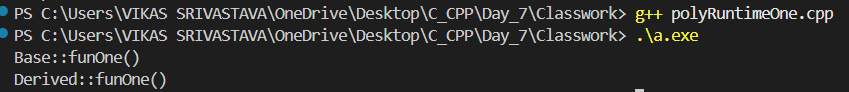 PS C:\Users\VIKAS SRIVASTAVA\OneDrive\Desktop\C_CPP\Day_7\Classwork> g++ polyRuntimeOne.cpp
PS C:\Users\VIKAS SRIVASTAVA\OneDrive\Desktop\C_CPP\Day_7\Classwork> .\a.exe
Base::funOne()
Derived::funOne()